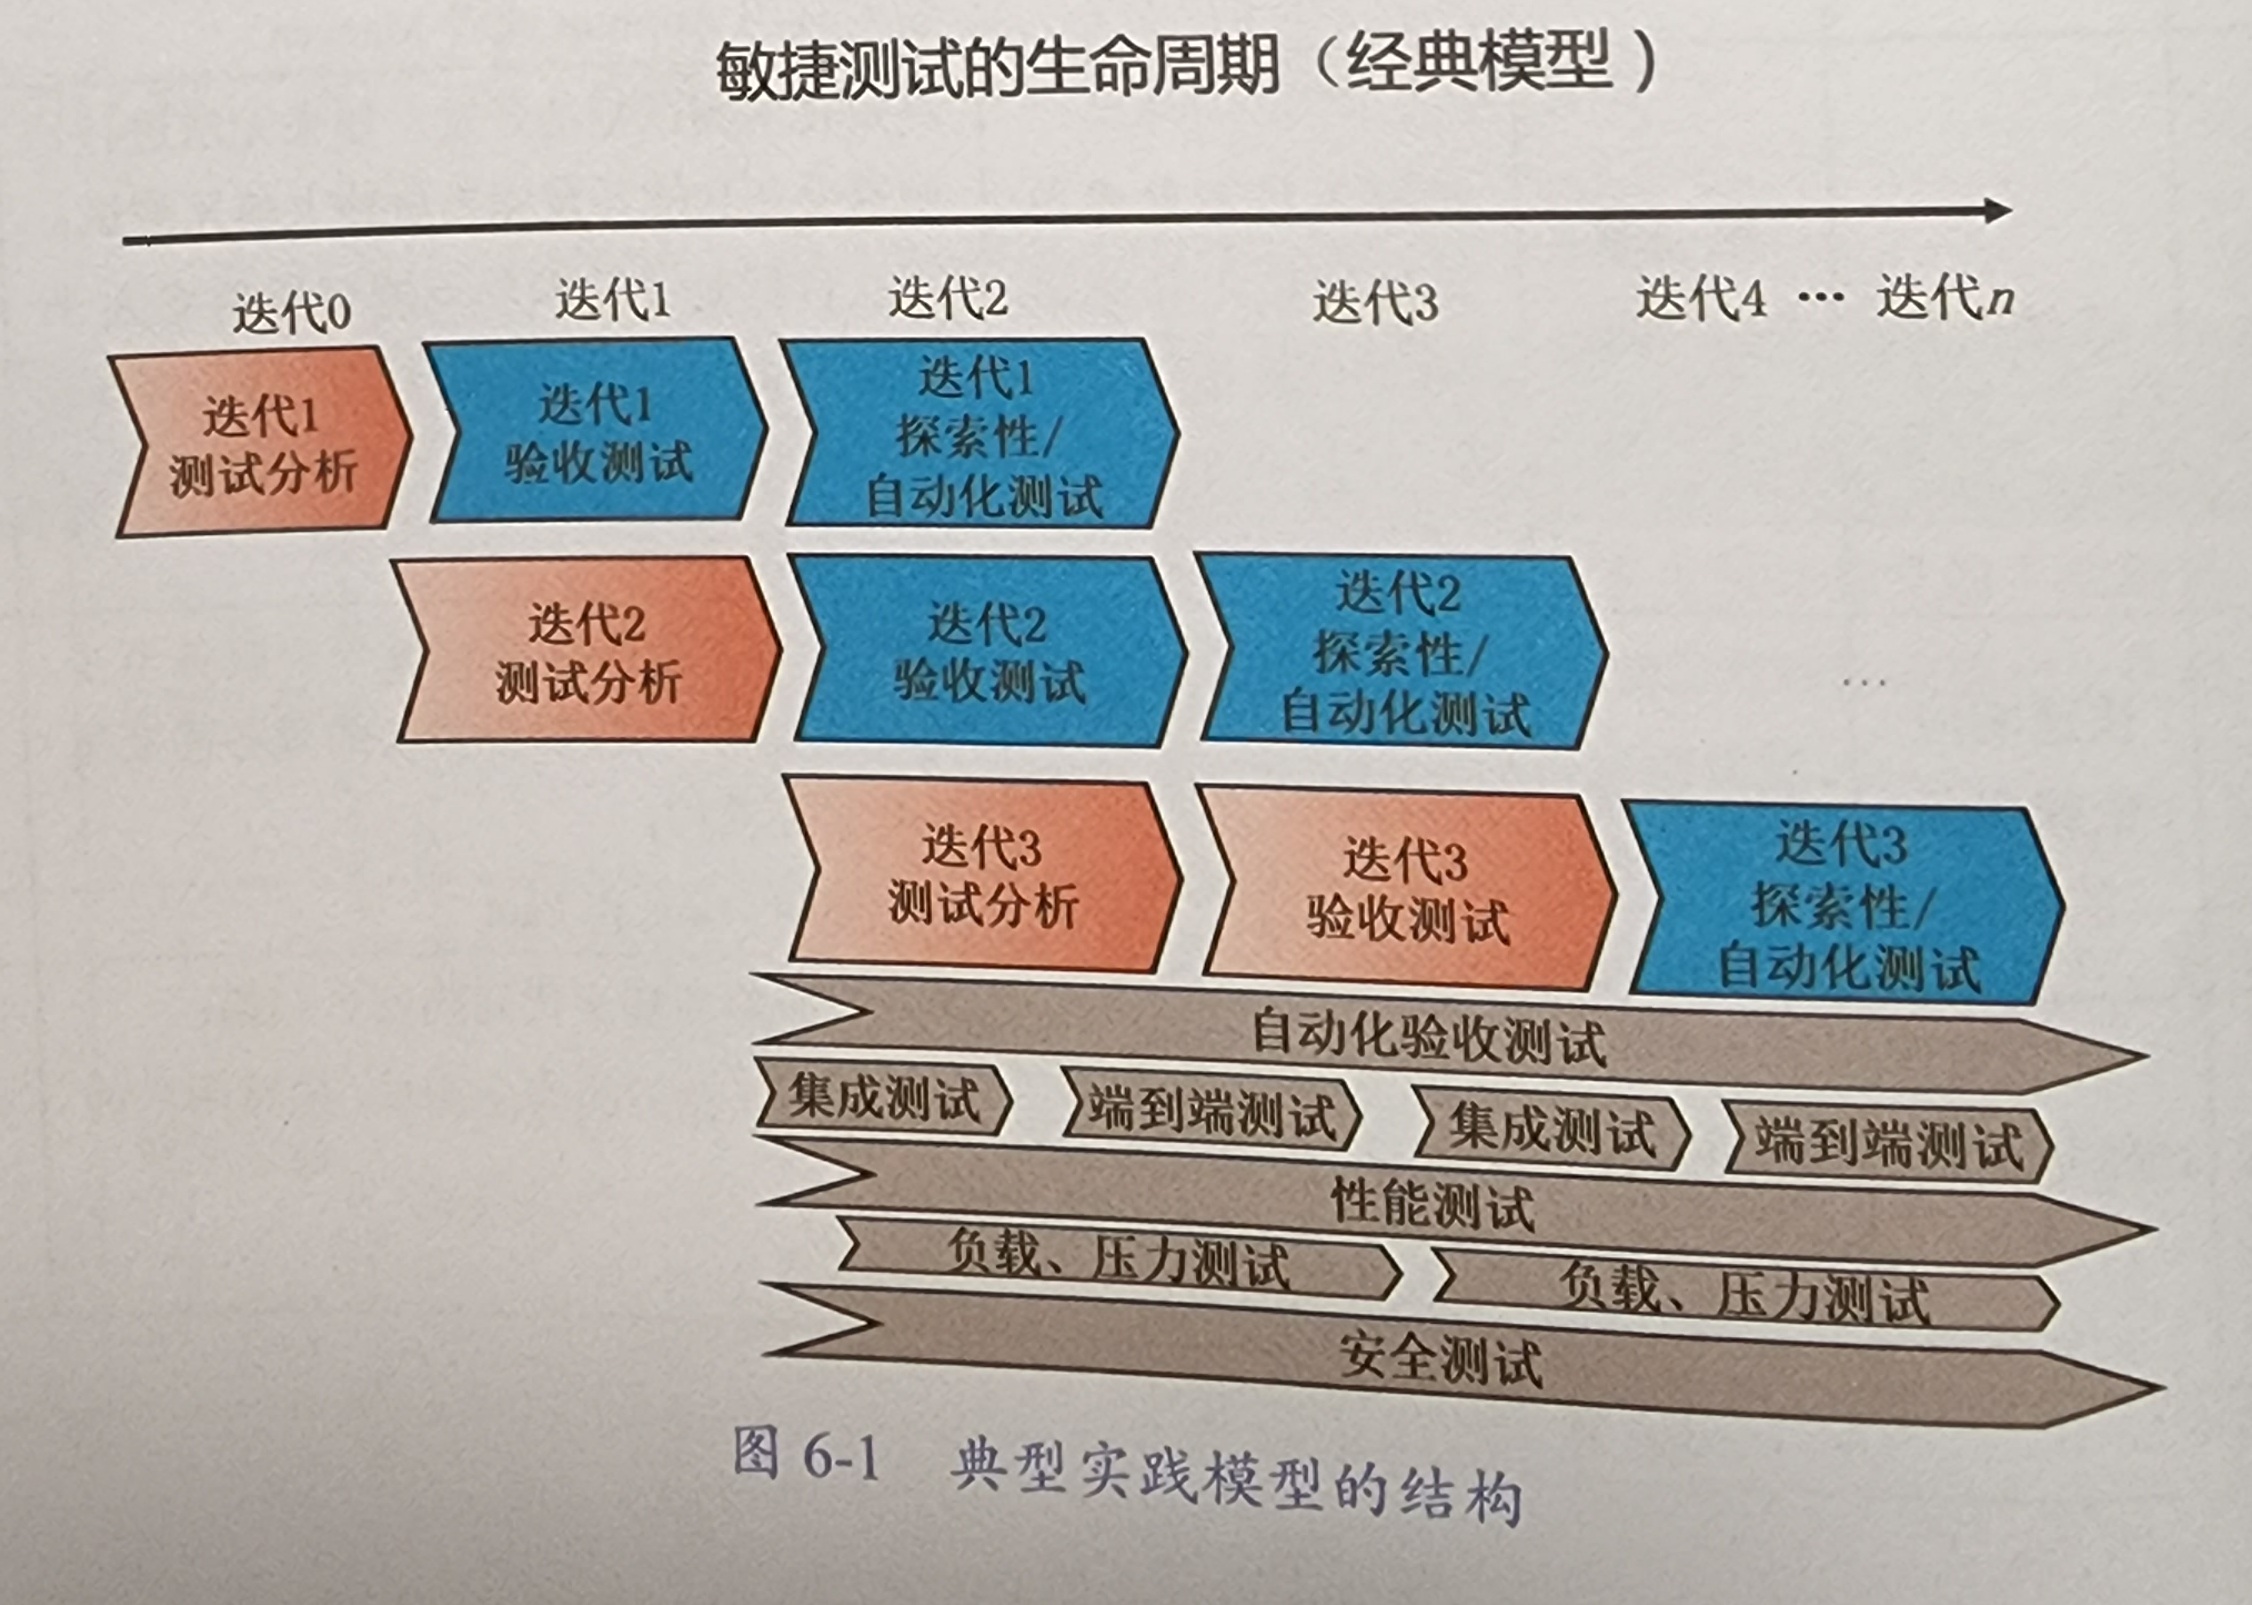 敏捷测试的生命周期（经典模型）
迭代0 迭代1 迭代2 迭代3 迭代4 … 迭代n
迭代1
测试分析
迭代1
验收测试
迭代1
探索性/
自动化测试
迭代2
测试分析
迭代2
验收测试
迭代2
探索性/
自动化测试
…
迭代3
测试分析
迭代3
验收测试
迭代3
探索性/
自动化测试
自动化验收测试
集成测试 端到端测试 集成测试 端到端测试
性能测试
负载、压力测试 负载、压力测试
安全测试
图 6-1 典型实践模型的结构